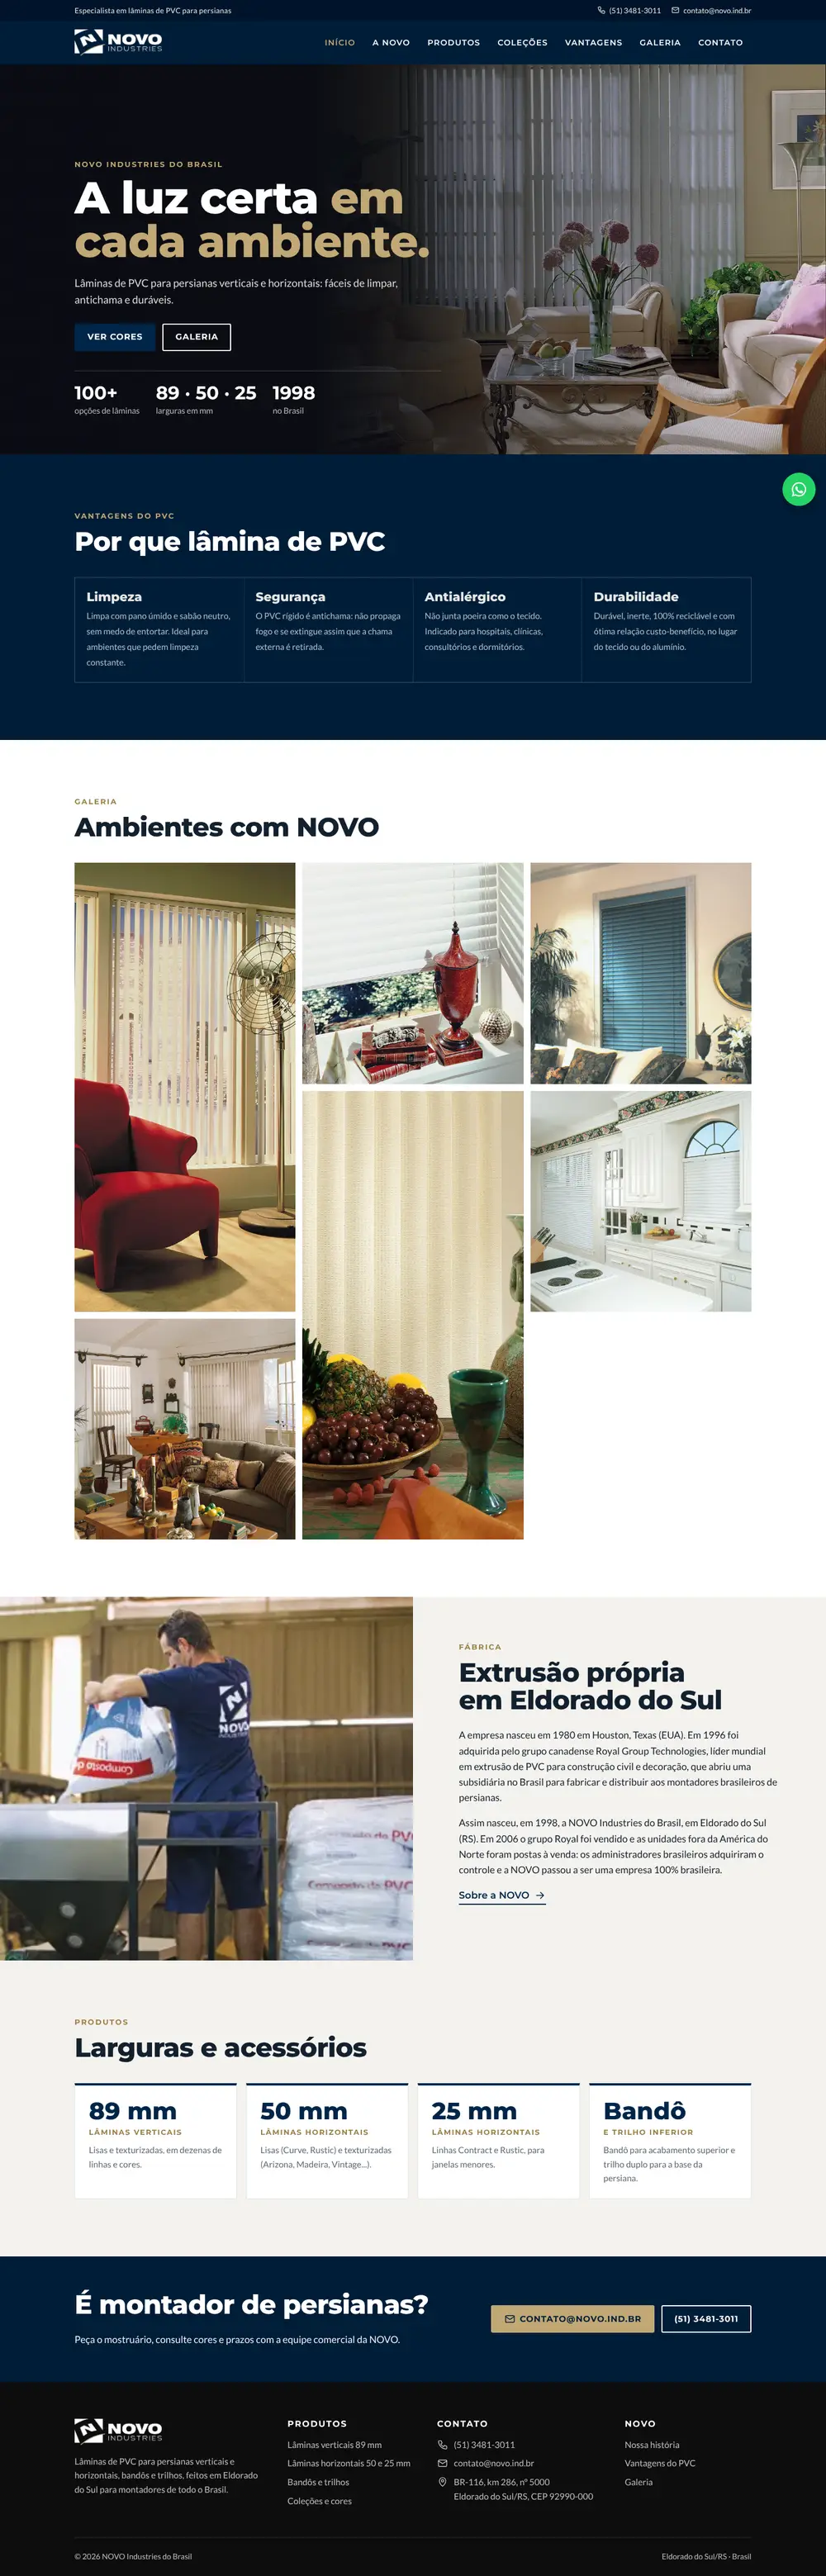 Especialista em lâminas de PVC para persianas
(51) 3481-3011
contato@novo.ind.br
NOVO
INDUSTRIES
INÍCIO
A NOVO
PRODUTOS
COLEÇÕES
VANTAGENS
GALERIA
CONTATO
NOVO INDUSTRIES DO BRASIL
A luz certa em
cada ambiente.
Lâminas de PVC para persianas verticais e horizontais: fáceis de limpar,
antichama e duráveis.
VER CORES
GALERIA
100+
opções de lâminas
89 · 50 · 25
larguras em mm
1998
no Brasil
VANTAGENS DO PVC
Por que lâmina de PVC
Limpeza
Limpa com pano úmido e sabão neutro,
sem medo de entortar. Ideal para
ambientes que pedem limpeza
constante.
Segurança
O PVC rígido é antichama: não propaga
fogo e se extingue assim que a chama
externa é retirada.
Antialérgico
Não junta poeira como o tecido.
Indicado para hospitais, clínicas,
consultórios e dormitórios.
Durabilidade
Durável, inerte, 100% reciclável e com
ótima relação custo-benefício, no lugar
do tecido ou do alumínio.
GALERIA
Ambientes com NOVO
NOVO
INDUSTRIES
Composto d
FÁBRICA
Extrusão própria
em Eldorado do Sul
A empresa nasceu em 1980 em Houston, Texas (EUA). Em 1996 foi
adquirida pelo grupo canadense Royal Group Technologies, líder mundial
em extrusão de PVC para construção civil e decoração, que abriu uma
subsidiária no Brasil para fabricar e distribuir aos montadores brasileiros de
persianas.
Assim nasceu, em 1998, a NOVO Industries do Brasil, em Eldorado do Sul
(RS). Em 2006 o grupo Royal foi vendido e as unidades fora da América do
Norte foram postas à venda: os administradores brasileiros adquiriram o
controle e a NOVO passou a ser uma empresa 100% brasileira.
Sobre a NOVO →
PRODUTOS
Larguras e acessórios
89 mm
LÂMINAS VERTICAIS
Lisas e texturizadas, em dezenas de
linhas e cores.
50 mm
LÂMINAS HORIZONTAIS
Lisas (Curve, Rustic) e texturizadas
(Arizona, Madeira, Vintage...).
25 mm
LÂMINAS HORIZONTAIS
Linhas Contract e Rustic, para
janelas menores.
Bandô
E TRILHO INFERIOR
Bandô para acabamento superior e
trilho duplo para a base da
persiana.
É montador de persianas?
Peça o mostruário, consulte cores e prazos com a equipe comercial da NOVO.
CONTATO@NOVO.IND.BR
(51) 3481-3011
NOVO
INDUSTRIES
Lâminas de PVC para persianas verticais e
horizontais, bandôs e trilhos, feitos em Eldorado
do Sul para montadores de todo o Brasil.
PRODUTOS
Lâminas verticais 89 mm
Lâminas horizontais 50 e 25 mm
Bandôs e trilhos
Coleções e cores
CONTATO
(51) 3481-3011
contato@novo.ind.br
BR-116, km 286, nº 5000
Eldorado do Sul/RS, CEP 92990-000
NOVO
Nossa história
Vantagens do PVC
Galeria
© 2026 NOVO Industries do Brasil
Eldorado do Sul/RS · Brasil